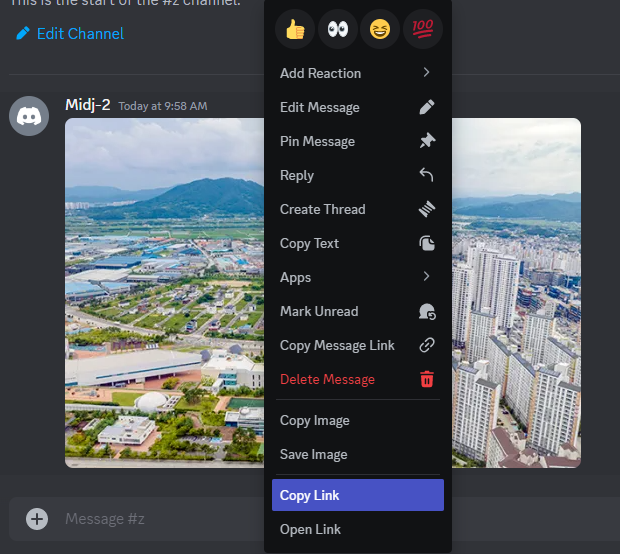 This is the start of the #z channel.
Edit Channel
Midj-2 Today at 9:58 AM
100
Add Reaction
Edit Message
Pin Message
Reply
Create Thread
Copy Text
Apps
Mark Unread
Copy Message Link
Delete Message
Copy Image
Save Image
Copy Link
Open Link
Message #z